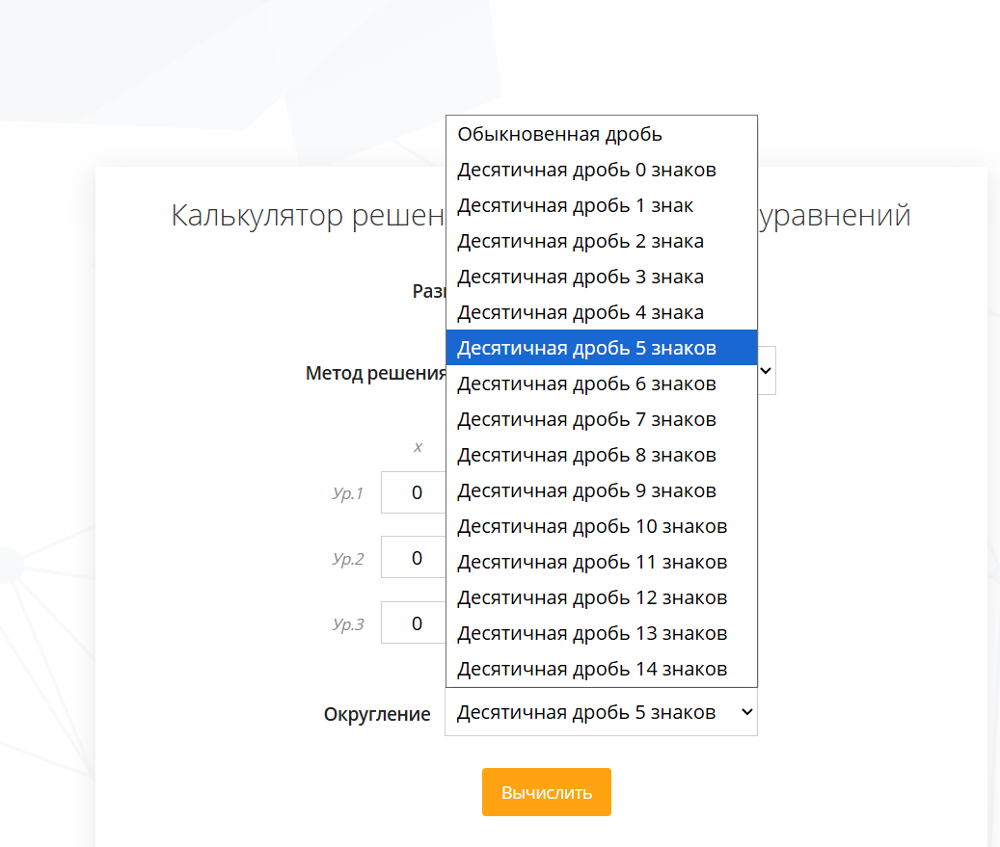 Обыкновенная дробь
Десятичная дробь 0 знаков
Десятичная дробь 1 знак
Калькулятор уравнений
Десятичная дробь 2 знака
Десятичная дробь 3 знака
Десятичная дробь 4 знака
Десятичная дробь 5 знаков
Метод решения
Десятичная дробь 6 знаков
Десятичная дробь 7 знаков
x
Десятичная дробь 8 знаков
Ур.1 0
Десятичная дробь 9 знаков
Десятичная дробь 10 знаков
Ур.2 0
Десятичная дробь 11 знаков
Десятичная дробь 12 знаков
Ур.3 0
Десятичная дробь 13 знаков
Десятичная дробь 14 знаков
Округление Десятичная дробь 5 знаков
Вычислить